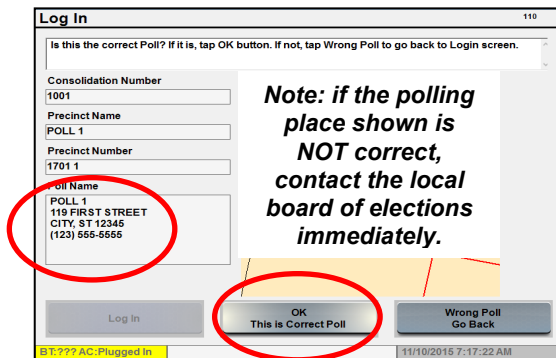 Log In
110
Is this the correct Poll? If it is, tap OK button. If not, tap Wrong Poll to go back to Login screen.
Consolidation Number
1001
Precinct Name
POLL 1
Precinct Number
1701 1
Poll Name
POLL 1
119 FIRST STREET
CITY, ST 12345
(123) 555-5555
Note: if the polling
place shown is
NOT correct,
contact the local
board of elections
immediately.
Log In
OK
This is Correct Poll
Wrong Poll
Go Back
BT:??? AC:Plugged In
11/10/2015 7:17:22 AM